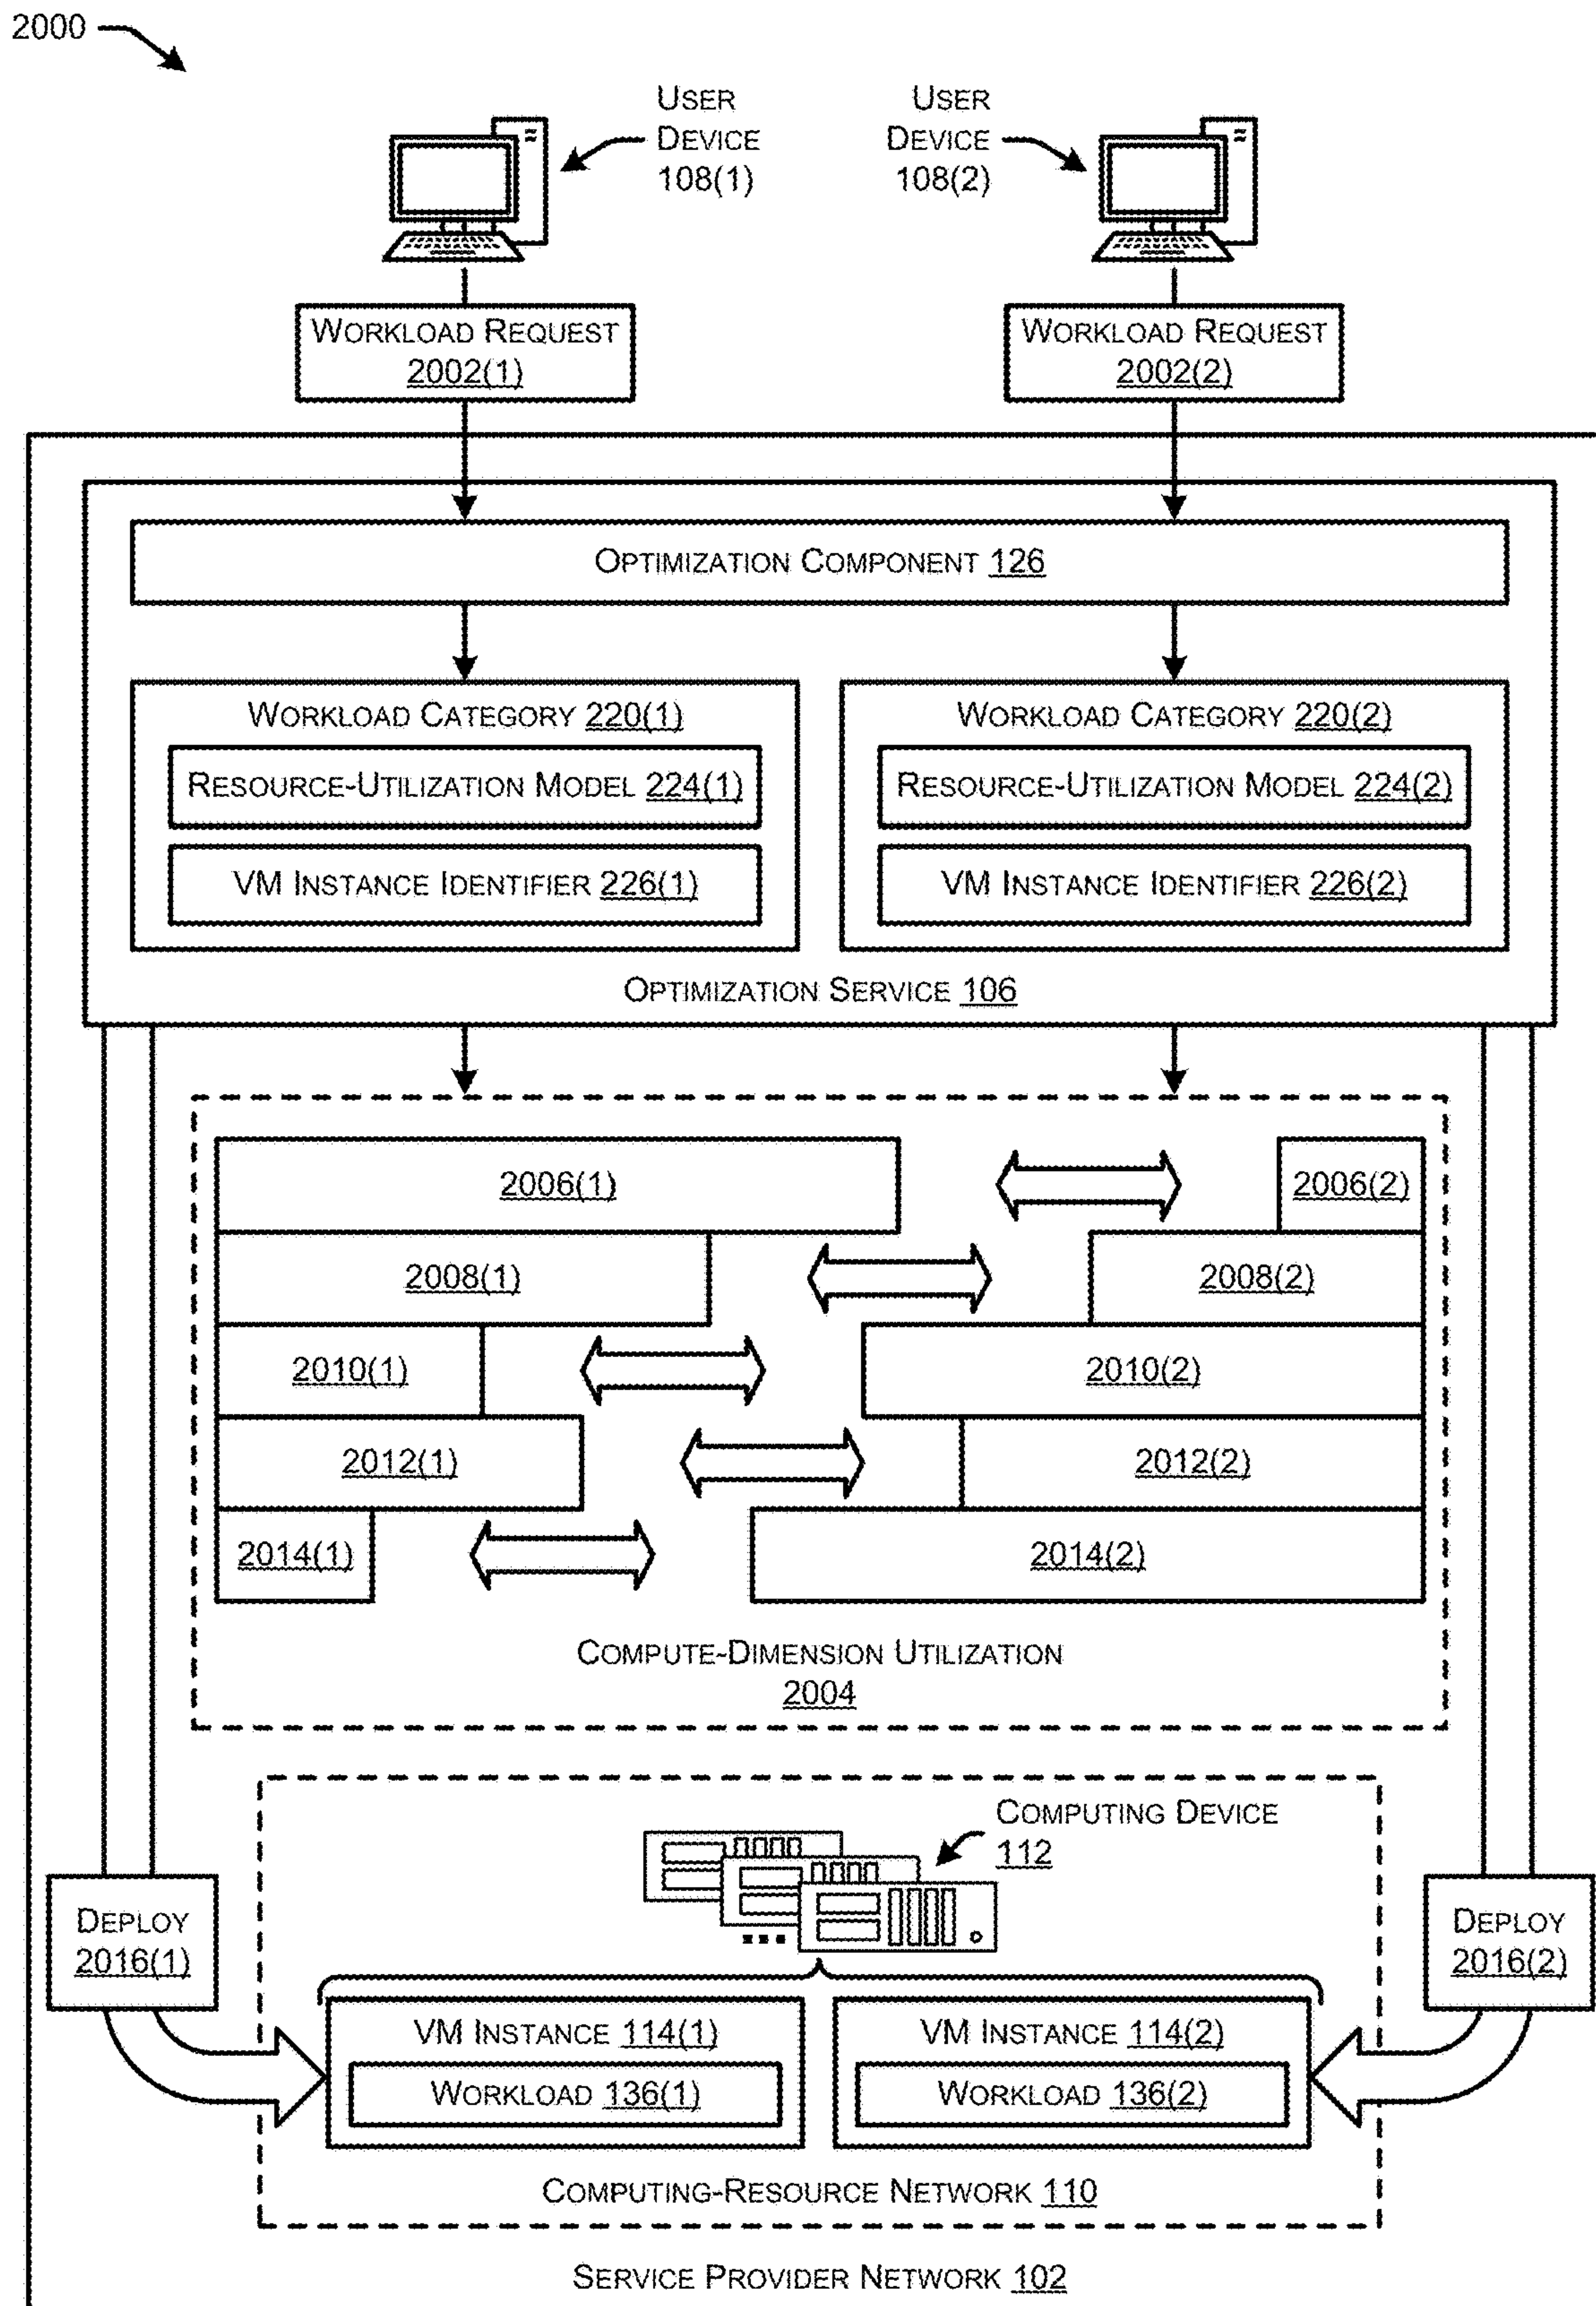 2000
USER
DEVICE
108(1)
USER
DEVICE
108(2)
WORKLOAD REQUEST
2002(1)
WORKLOAD REQUEST
2002(2)
OPTIMIZATION COMPONENT 126
WORKLOAD CATEGORY 220(1)
RESOURCE-UTILIZATION MODEL 224(1)
VM INSTANCE IDENTIFIER 226(1)
WORKLOAD CATEGORY 220(2)
RESOURCE-UTILIZATION MODEL 224(2)
VM INSTANCE IDENTIFIER 226(2)
OPTIMIZATION SERVICE 106
2006(1)
2006(2)
2008(1)
2008(2)
2010(1)
2010(2)
2012(1)
2012(2)
2014(1)
2014(2)
COMPUTE-DIMENSION UTILIZATION
2004
COMPUTING DEVICE
112
DEPLOY
2016(1)
DEPLOY
2016(2)
VM INSTANCE 114(1)
WORKLOAD 136(1)
VM INSTANCE 114(2)
WORKLOAD 136(2)
COMPUTING-RESOURCE NETWORK 110
SERVICE PROVIDER NETWORK 102